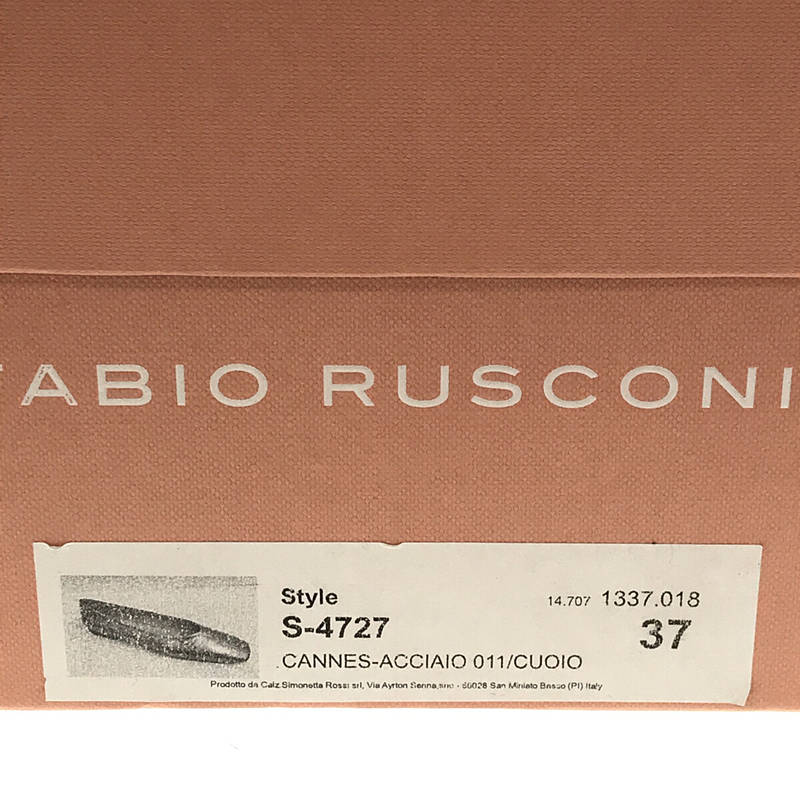 FABIO RUSCONI
Style
S-4727
14.707 1337.018
37
.CANNES-ACCIAIO 011/CUOIO
Prodotto da Calz.Simonetta Rossi srl, Via Ayrton Senna, - San Miniato Basso (PI) Italy